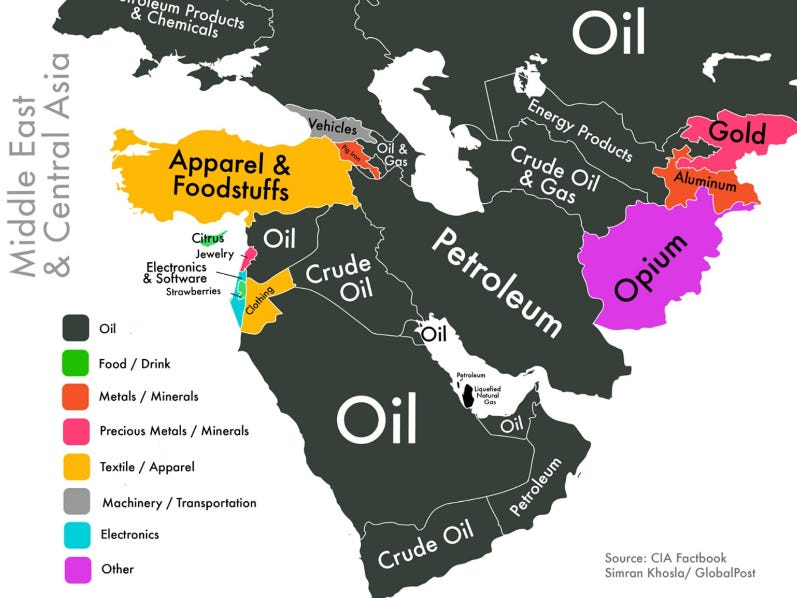 Petroleum Products
& Chemicals
Oil
Middle East
& Central Asia
Energy Products
Gold
Vehicles
Pig Iron
Oil &
Gas
Crude Oil
& Gas
Aluminum
Apparel &
Foodstuffs
Opium
Citrus
Oil
Jewelry
Electronics
& Software
Strawberries
Clothing
Crude
Oil
Petroleum
Oil
Petroleum
Liquefied
Natural
Gas
Oil
Oil
Petroleum
Crude Oil
Oil
Food / Drink
Metals / Minerals
Precious Metals / Minerals
Textile / Apparel
Machinery / Transportation
Electronics
Other
Source: CIA Factbook
Simran Khosla/ GlobalPost